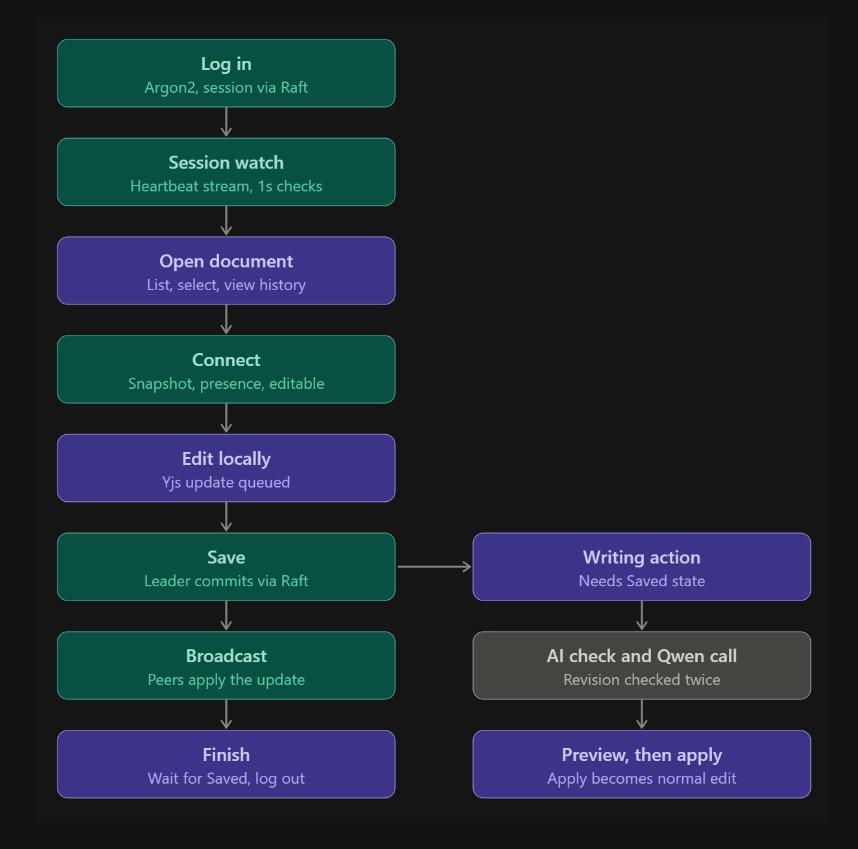 Log in
Argon2, session via Raft
Session watch
Heartbeat stream, 1s checks
Open document
List, select, view history
Connect
Snapshot, presence, editable
Edit locally
Yjs update queued
Save
Leader commits via Raft
Writing action
Needs Saved state
Broadcast
Peers apply the update
AI check and Qwen call
Revision checked twice
Finish
Wait for Saved, log out
Preview, then apply
Apply becomes normal edit